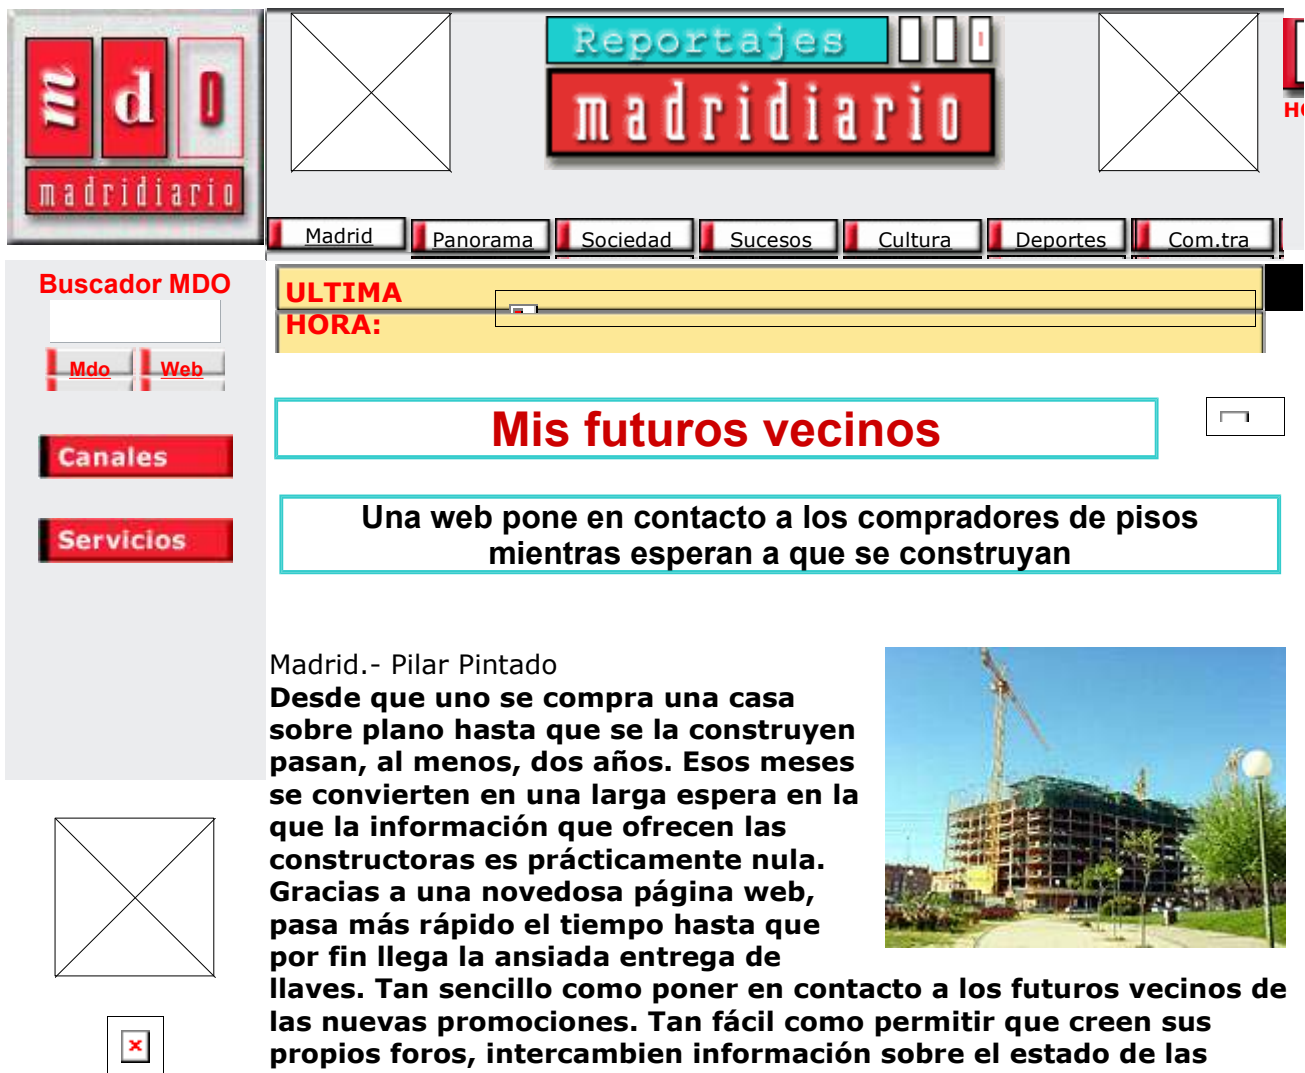 m d 0
madridiario
Reportajes
madridiario
HO
Madrid Panorama Sociedad Sucesos Cultura Deportes Com.tra
Buscador MDO
Mdo Web
Canales
Servicios
ULTIMA
HORA:
Mis futuros vecinos
Una web pone en contacto a los compradores de pisos
mientras esperan a que se construyan
Madrid.- Pilar Pintado
Desde que uno se compra una casa
sobre plano hasta que se la construyen
pasan, al menos, dos años. Esos meses
se convierten en una larga espera en la
que la información que ofrecen las
constructoras es prácticamente nula.
Gracias a una novedosa página web,
pasa más rápido el tiempo hasta que
por fin llega la ansiada entrega de
llaves. Tan sencillo como poner en contacto a los futuros vecinos de
las nuevas promociones. Tan fácil como permitir que creen sus
propios foros, intercambien información sobre el estado de las